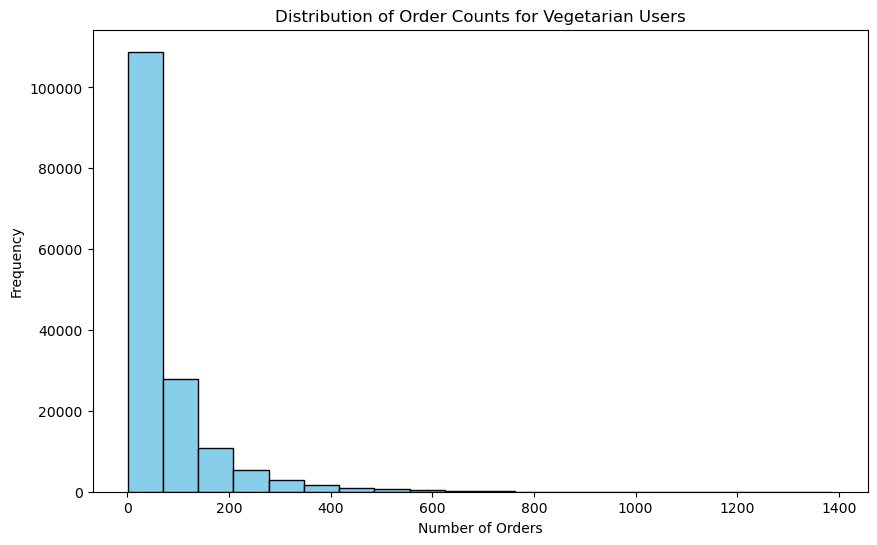 Distribution of Order Counts for Vegetarian Users
100000
80000
60000
40000
20000
0
Frequency
0 200 400 600 800 1000 1200 1400
Number of Orders